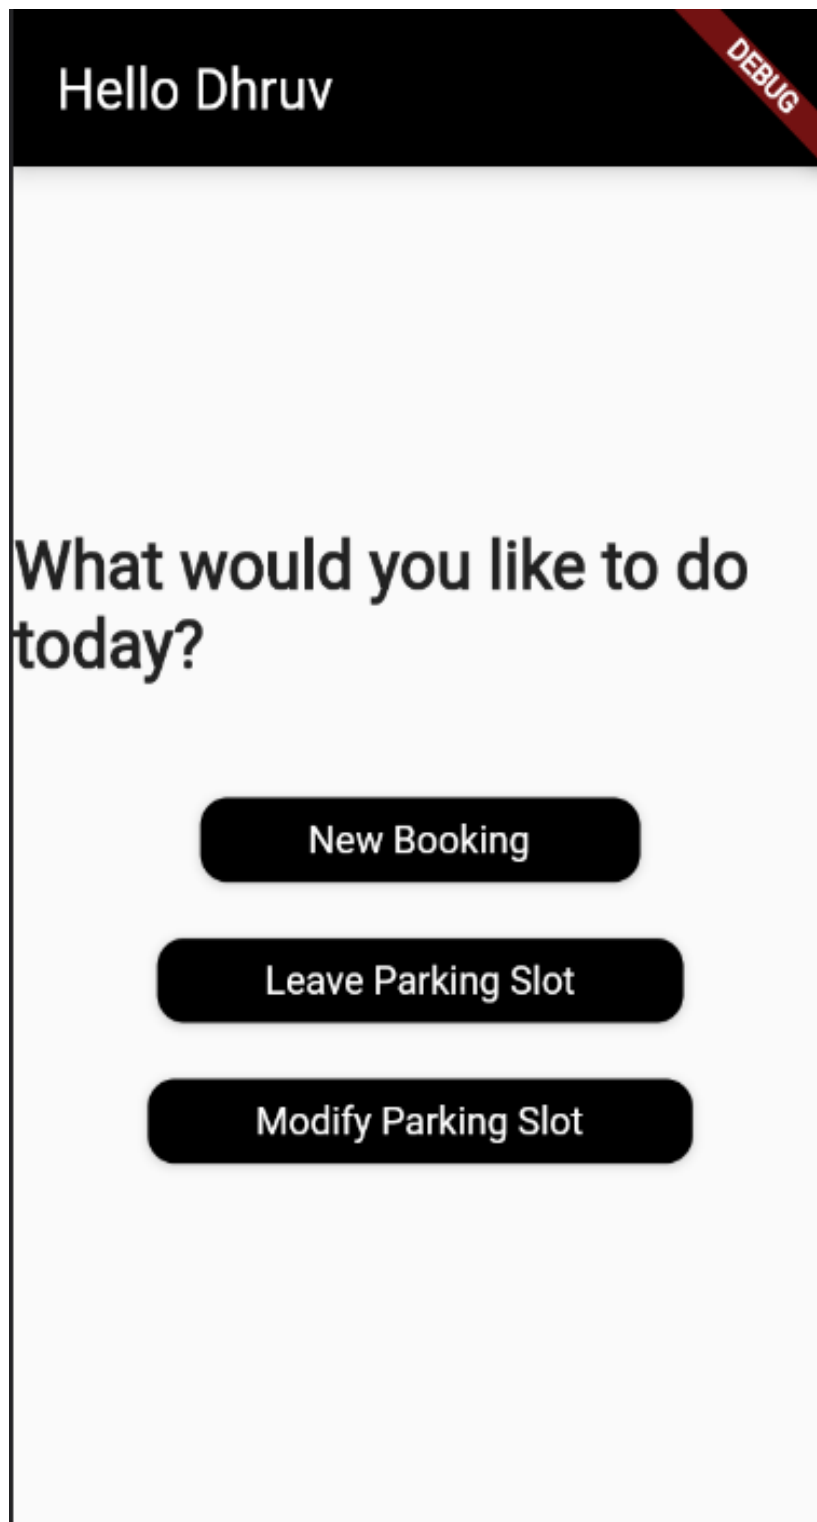 Hello Dhruv
DEBUG
What would you like to do
today?
New Booking
Leave Parking Slot
Modify Parking Slot